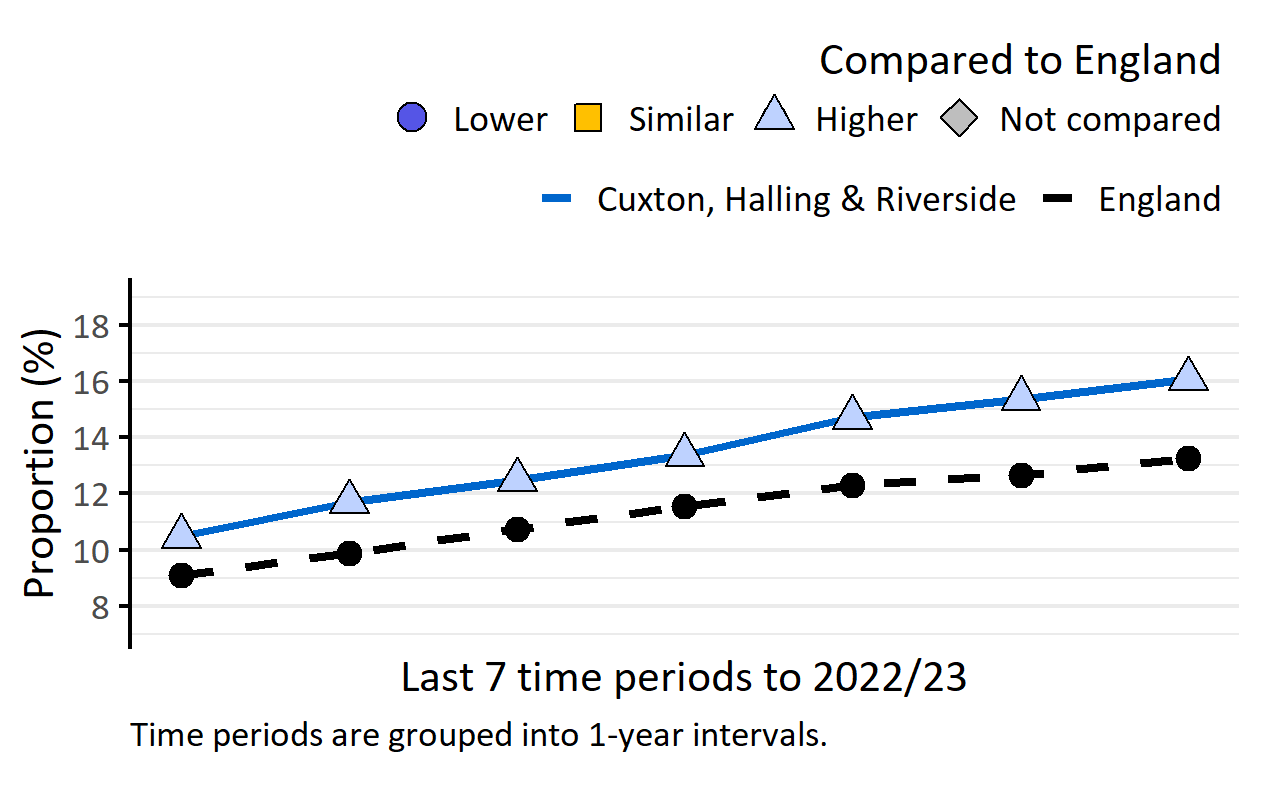 Compared to England
Lower Similar Higher Not compared
Cuxton, Halling & Riverside England
Proportion (%)
18
16
14
12
10
8
Last 7 time periods to 2022/23
Time periods are grouped into 1-year intervals.